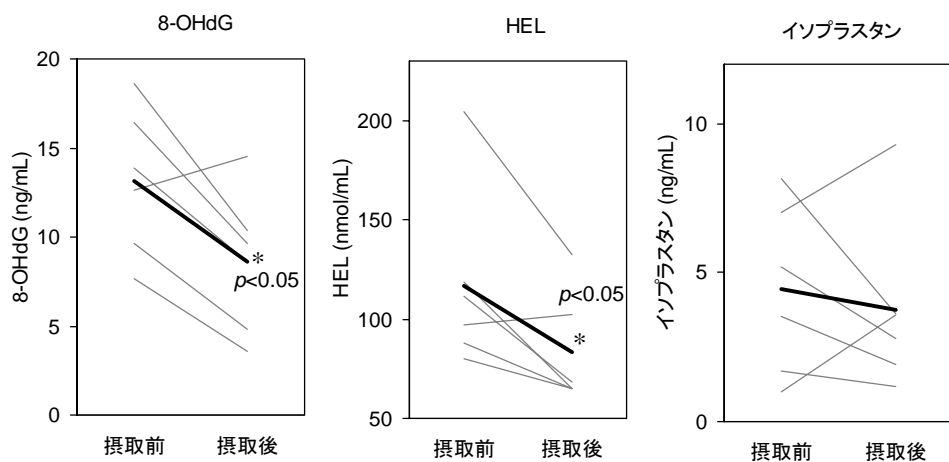 8-OHdG
8-OHdG (ng/mL)
20
15
10
5
0
*
p<0.05
摂取前 摂取後
HEL
HEL (nmol/mL)
200
150
100
50
p<0.05
*
摂取前 摂取後
イソプラスタン
イソプラスタン (ng/mL)
10
5
0
摂取前 摂取後